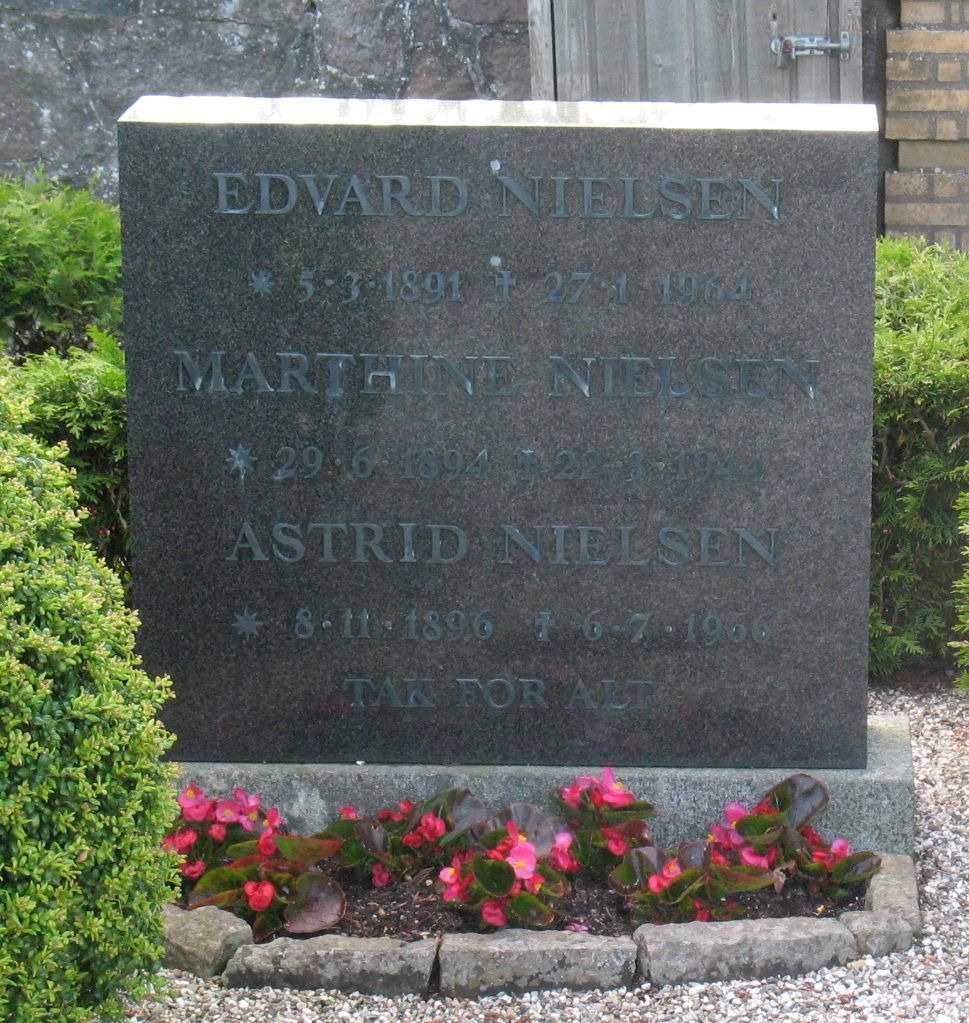 EDVARD NIELSEN
* 5·3·1891 † 27·1·1964
MARTHINE NIELSEN
* 29·6·1894 † 22·3·1944
ASTRID NIELSEN
* 8·11·1896 † 6·7·1966
TAK FOR ALT